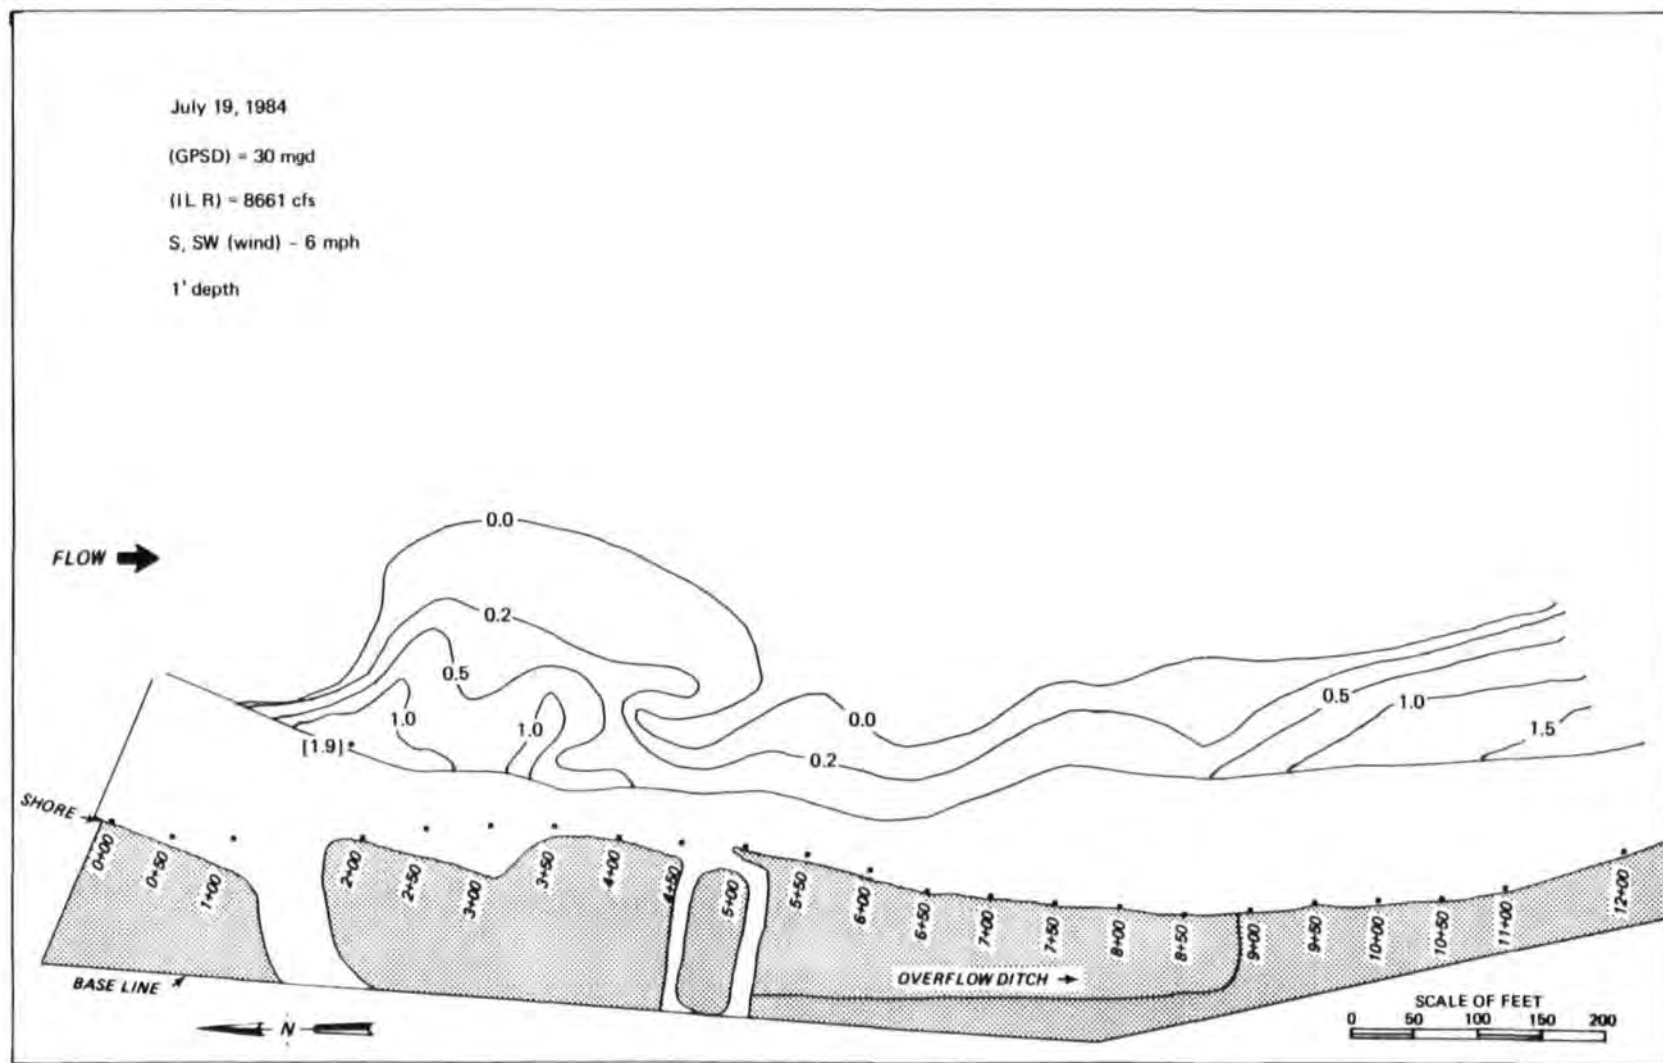 July 19, 1984
(GPSD) = 30 mgd
(IL R) = 8661 cfs
S, SW (wind) - 6 mph
1' depth
0.0
FLOW
0.2
0.5
1.0
1.0
[1.9]*
0.0
0.2
0.5
1.0
1.5
SHORE
0+00
0+50
1+00
2+00
2+50
3+00
3+50
4+00
4+50
5+00
5+50
6+00
6+50
7+00
7+50
8+00
8+50
9+00
9+50
10+00
10+50
11+00
12+00
OVERFLOW DITCH
BASE LINE
N
SCALE OF FEET
0 50 100 150 200